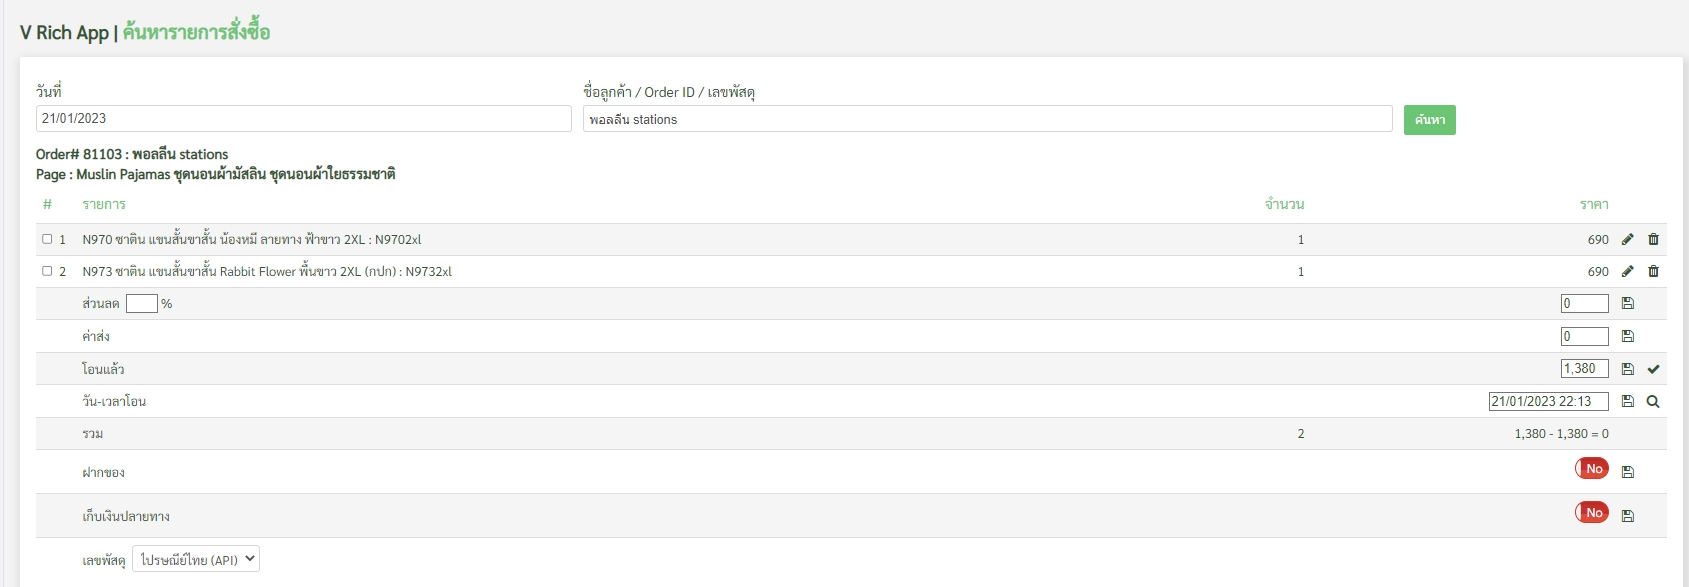 V Rich App | ค้นหารายการสั่งซื้อ
วันที่ ชื่อลูกค้า / Order ID / เลขพัสดุ
21/01/2023 พอลลีน stations ค้นหา
Order# 81103 : พอลลีน stations
Page : Muslin Pajamas ชุดนอนผ้ามัสลิน ชุดนอนผ้าใยธรรมชาติ
# รายการ จำนวน ราคา
1 N970 ซาติน แขนสั้นขาสั้น น้องหมี ลายทาง ฟ้าขาว 2XL : N9702xl 1 690
2 N973 ซาติน แขนสั้นขาสั้น Rabbit Flower พื้นขาว 2XL (กปก) : N9732xl 1 690
ส่วนลด % 0
ค่าส่ง 0
โอนแล้ว 1,380
วัน-เวลาโอน 21/01/2023 22:13
รวม 2 1,380 - 1,380 = 0
ฝากของ No
เก็บเงินปลายทาง No
เลขพัสดุ ไปรษณีย์ไทย (API)